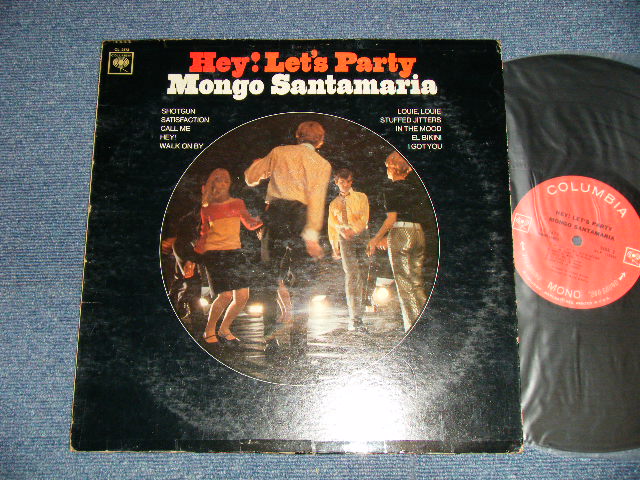 Hey! Let's Party
Mongo Santamaria
SHOTGUN
SATISFACTION
CALL ME
HEY!
WALK ON BY
LOUIE, LOUIE
STUFFED JITTERS
IN THE MOOD
EL BIKINI
I GOT YOU
COLUMBIA
HEY! LET'S PARTY
MONGO SANTAMARIA
MONO